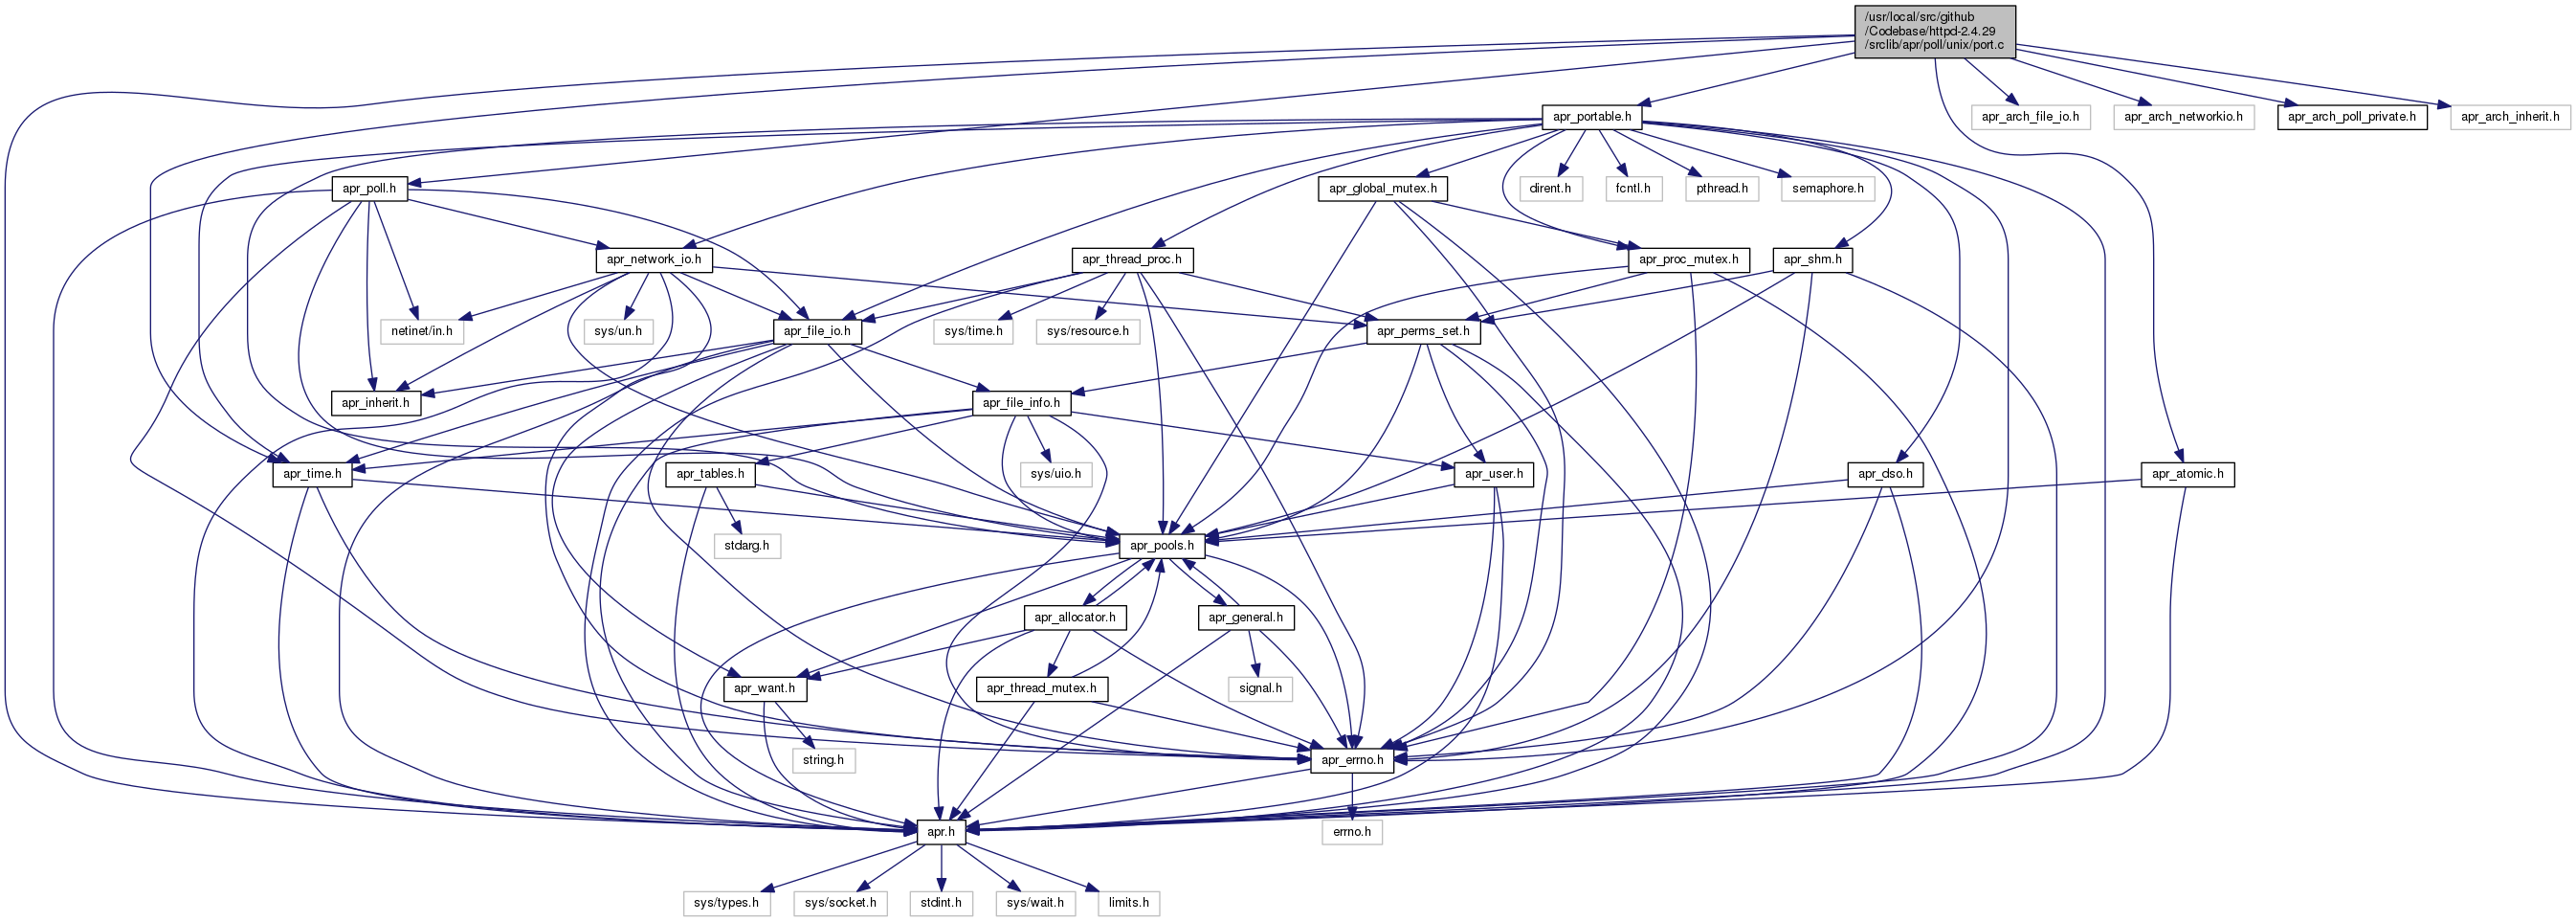 /usr/local/src/github
/Codebase/httpd-2.4.29
/srclib/apr/poll/unix/port.c
apr_portable.h
apr_arch_file_io.h
apr_arch_networkio.h
apr_arch_poll_private.h
apr_arch_inherit.h
apr_poll.h
apr_global_mutex.h
dirent.h
fcntl.h
pthread.h
semaphore.h
apr_network_io.h
apr_thread_proc.h
apr_proc_mutex.h
apr_shm.h
netinet/in.h
sys/un.h
apr_file_io.h
sys/time.h
sys/resource.h
apr_perms_set.h
apr_inherit.h
apr_file_info.h
apr_time.h
apr_tables.h
sys/uio.h
apr_user.h
apr_dso.h
apr_atomic.h
stdarg.h
apr_pools.h
apr_allocator.h
apr_general.h
apr_want.h
apr_thread_mutex.h
signal.h
string.h
apr_errno.h
apr.h
errno.h
sys/types.h
sys/socket.h
stdint.h
sys/wait.h
limits.h